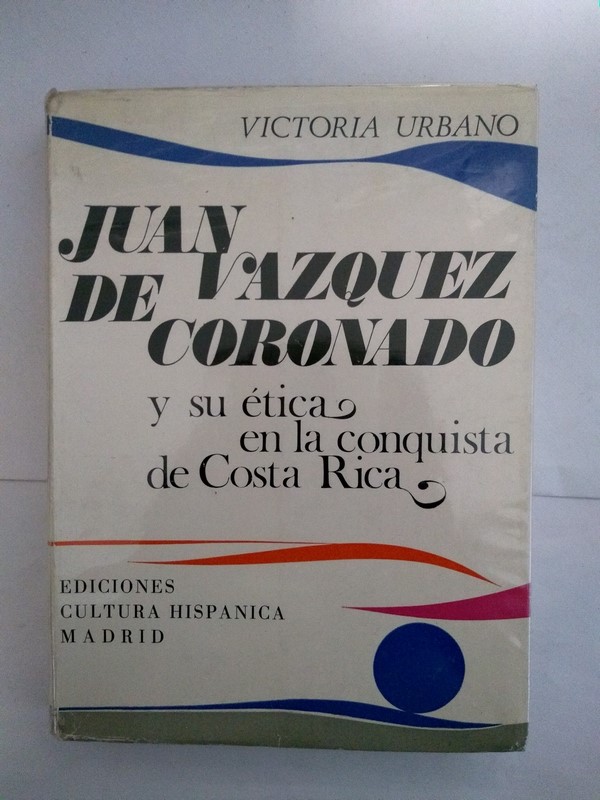 VICTORIA URBANO
JUAN
VAZQUEZ
DE
CORONADO
y su ética
en la conquista
de Costa Rica
EDICIONES
CULTURA HISPANICA
MADRID